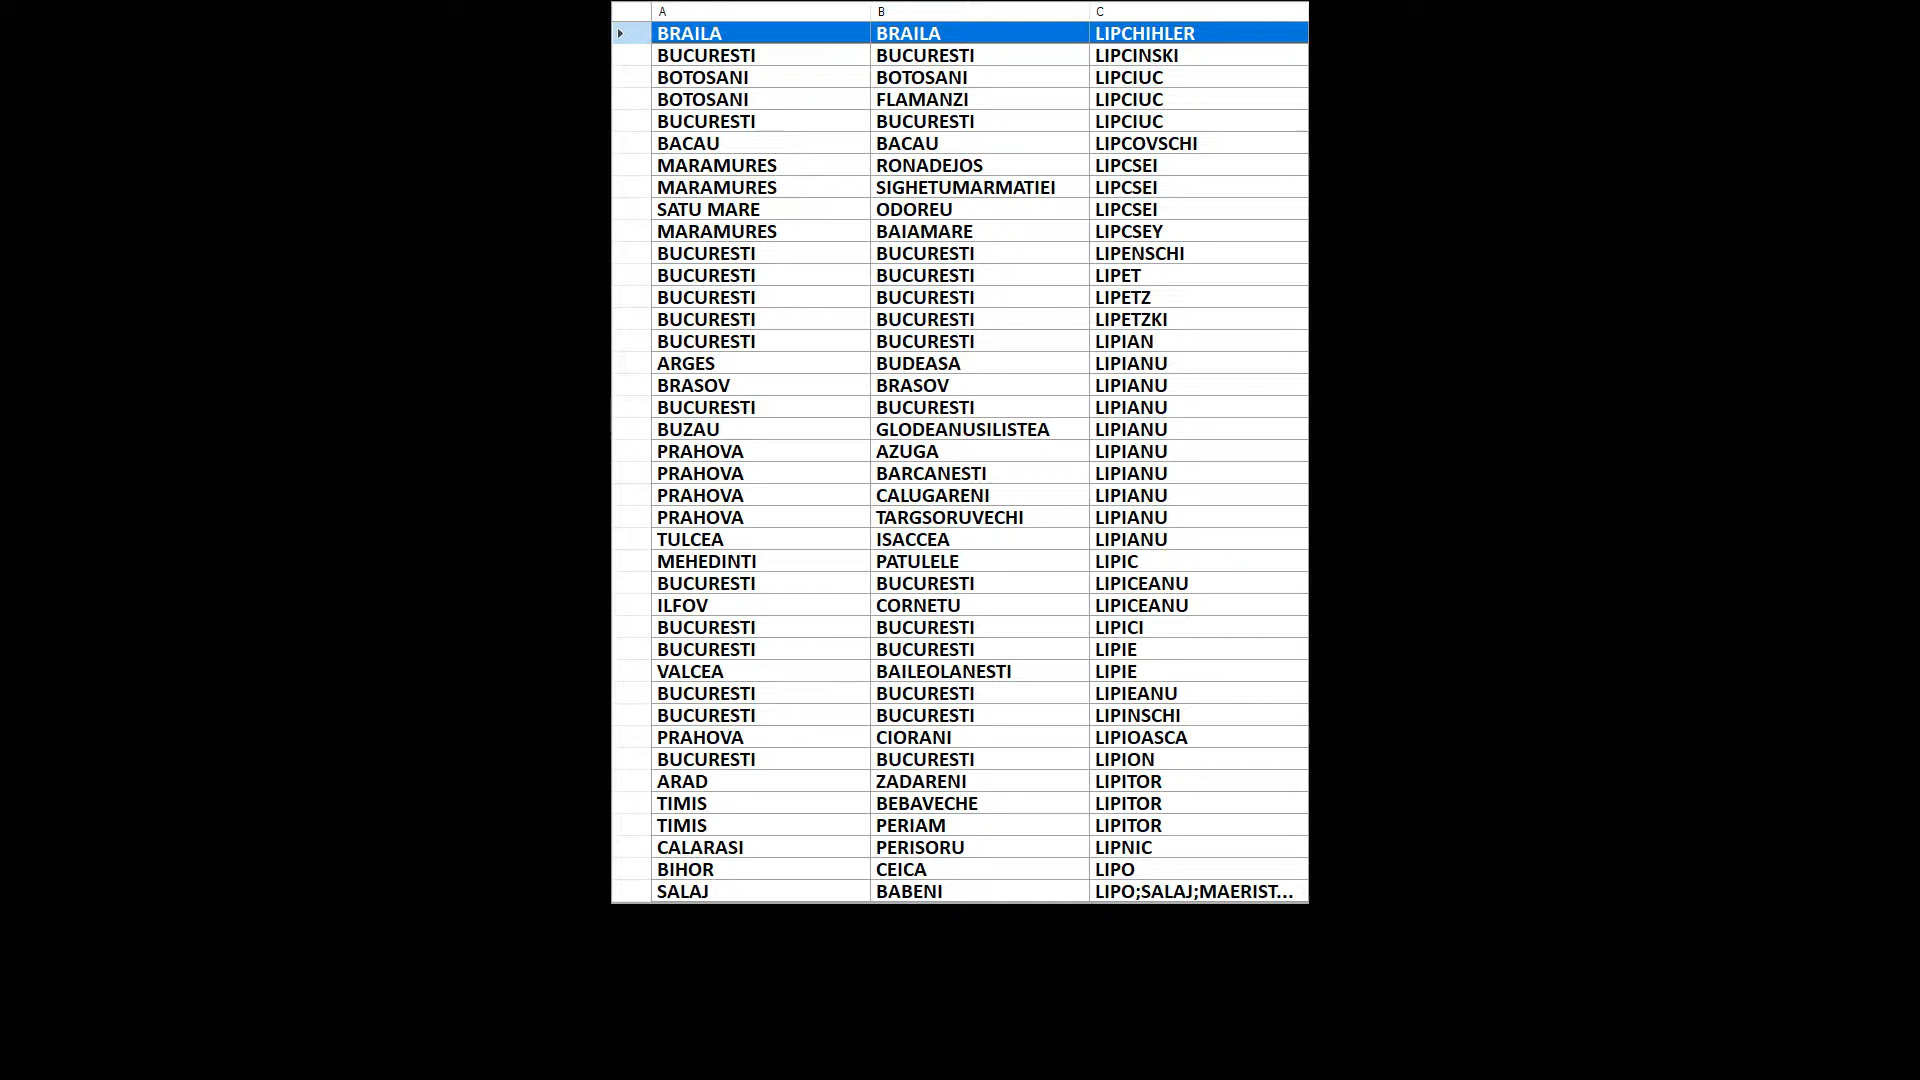 A B C
BRAILA BRAILA LIPCHIHLER
BUCURESTI BUCURESTI LIPCINSKI
BOTOSANI BOTOSANI LIPCIUC
BOTOSANI FLAMANZI LIPCIUC
BUCURESTI BUCURESTI LIPCIUC
BACAU BACAU LIPCOVSCHI
MARAMURES RONADEJOS LIPCSEI
MARAMURES SIGHETUMARMATIEI LIPCSEI
SATU MARE ODOREU LIPCSEI
MARAMURES BAIAMARE LIPCSEY
BUCURESTI BUCURESTI LIPENSCHI
BUCURESTI BUCURESTI LIPET
BUCURESTI BUCURESTI LIPETZ
BUCURESTI BUCURESTI LIPETZKI
BUCURESTI BUCURESTI LIPIAN
ARGES BUDEASA LIPIANU
BRASOV BRASOV LIPIANU
BUCURESTI BUCURESTI LIPIANU
BUZAU GLODEANUSILISTEA LIPIANU
PRAHOVA AZUGA LIPIANU
PRAHOVA BARCANESTI LIPIANU
PRAHOVA CALUGARENI LIPIANU
PRAHOVA TARGSORUVECHI LIPIANU
TULCEA ISACCEA LIPIANU
MEHEDINTI PATULELE LIPIC
BUCURESTI BUCURESTI LIPICEANU
ILFOV CORNETU LIPICEANU
BUCURESTI BUCURESTI LIPICI
BUCURESTI BUCURESTI LIPIE
VALCEA BAILEOLANESTI LIPIE
BUCURESTI BUCURESTI LIPIEANU
BUCURESTI BUCURESTI LIPINSCHI
PRAHOVA CIORANI LIPIOASCA
BUCURESTI BUCURESTI LIPION
ARAD ZADARENI LIPITOR
TIMIS BEBAVECHE LIPITOR
TIMIS PERIAM LIPITOR
CALARASI PERISORU LIPNIC
BIHOR CEICA LIPO
SALAJ BABENI LIPO;SALAJ;MAERIST...